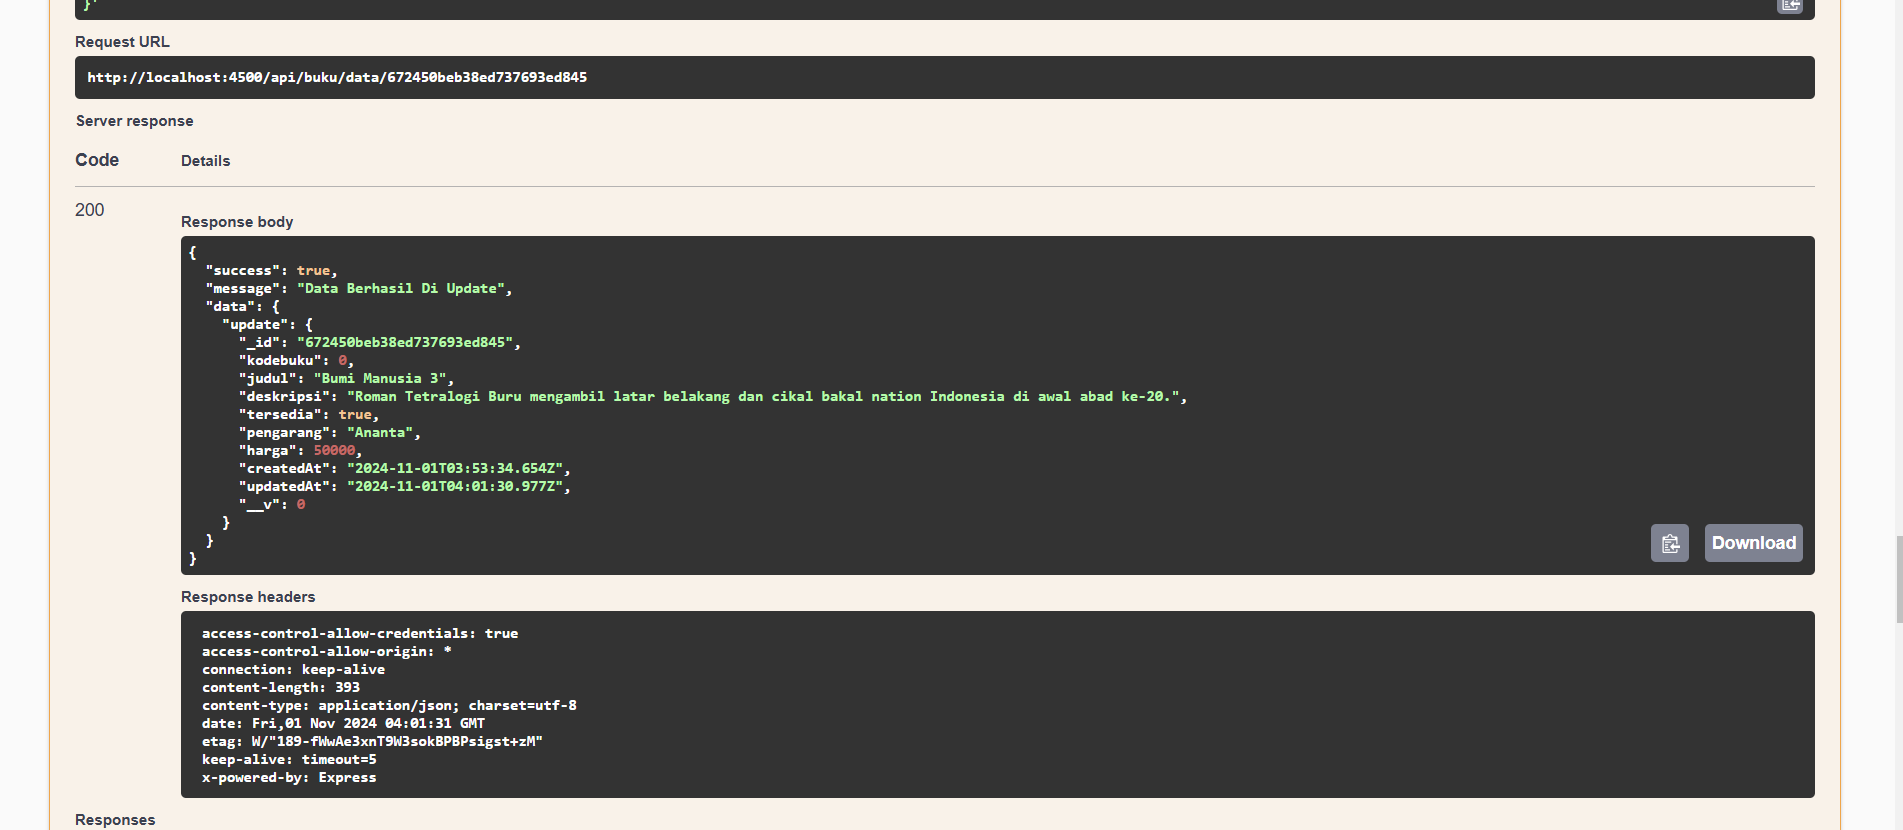 }'
Request URL
http://localhost:4500/api/buku/data/672450beb38ed737693ed845
Server response
Code Details
200
Response body
{
  "success": true,
  "message": "Data Berhasil Di Update",
  "data": {
    "update": {
      "_id": "672450beb38ed737693ed845",
      "kodebuku": 0,
      "judul": "Bumi Manusia 3",
      "deskripsi": "Roman Tetralogi Buru mengambil latar belakang dan cikal bakal nation Indonesia di awal abad ke-20.",
      "tersedia": true,
      "pengarang": "Ananta",
      "harga": 50000,
      "createdAt": "2024-11-01T03:53:34.654Z",
      "updatedAt": "2024-11-01T04:01:30.977Z",
      "__v": 0
    }
  }
}
Download
Response headers
access-control-allow-credentials: true
access-control-allow-origin: *
connection: keep-alive
content-length: 393
content-type: application/json; charset=utf-8
date: Fri,01 Nov 2024 04:01:31 GMT
etag: W/"189-fWwAe3xnT9W3sokBPBPsigst+zM"
keep-alive: timeout=5
x-powered-by: Express
Responses